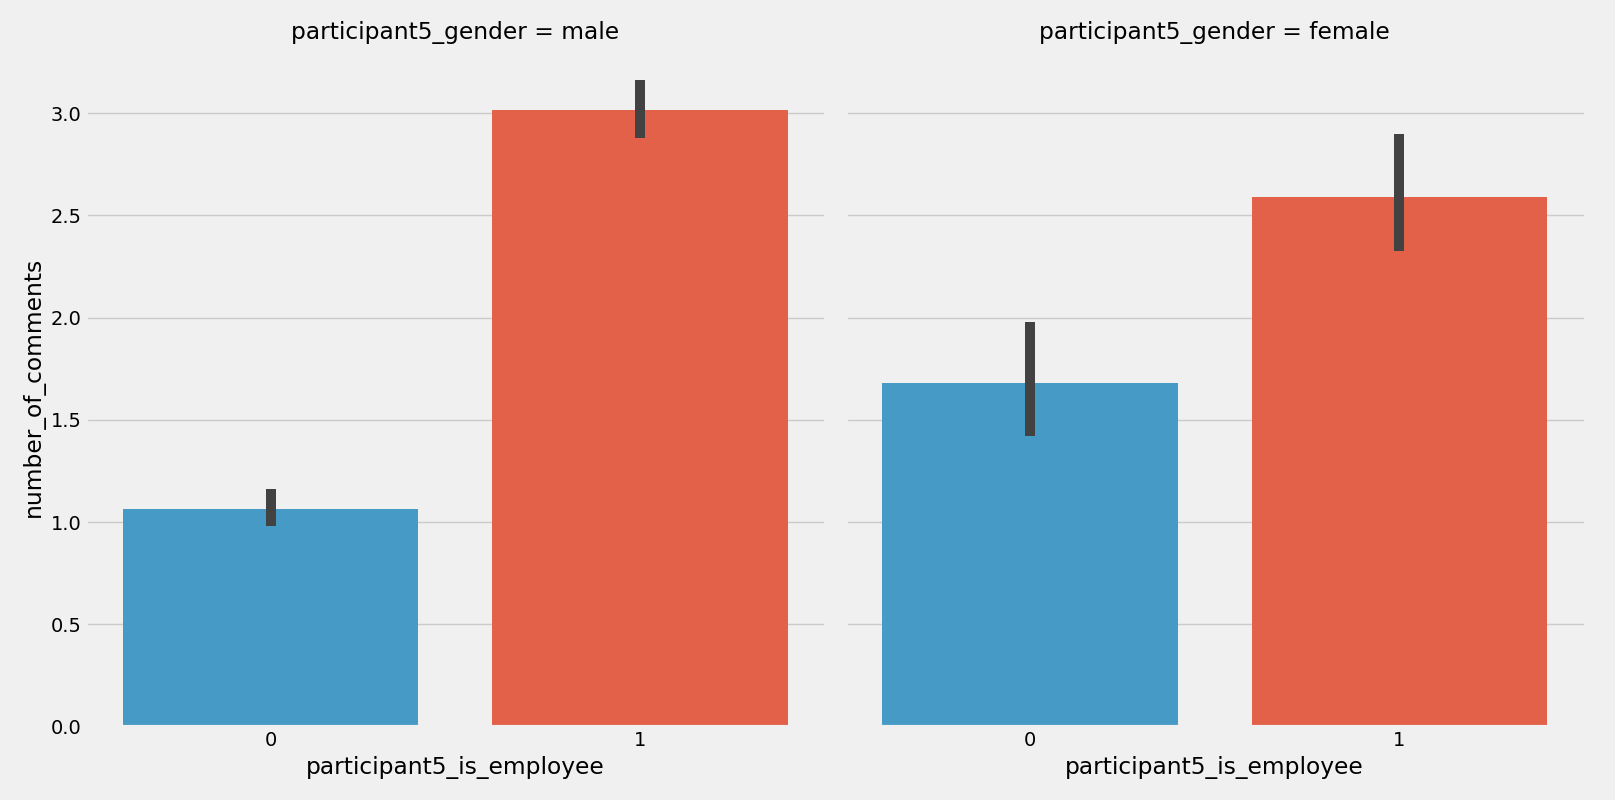 participant5_gender = male
participant5_gender = female
number_of_comments
3.0
2.5
2.0
1.5
1.0
0.5
0.0
0
1
0
1
participant5_is_employee
participant5_is_employee